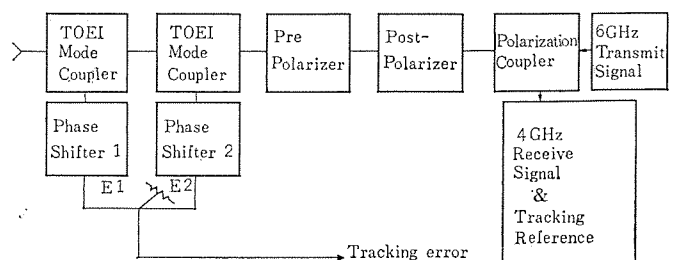 TOEI
Mode
Coupler
TOEI
Mode
Coupler
Pre
Polarizer
Post-
Polarizer
Polarization
Coupler
6GHz
Transmit
Signal
Phase
Shifter 1
Phase
Shifter 2
4GHz
Receive
Signal
&
Tracking
Reference
E1
E2
Tracking error